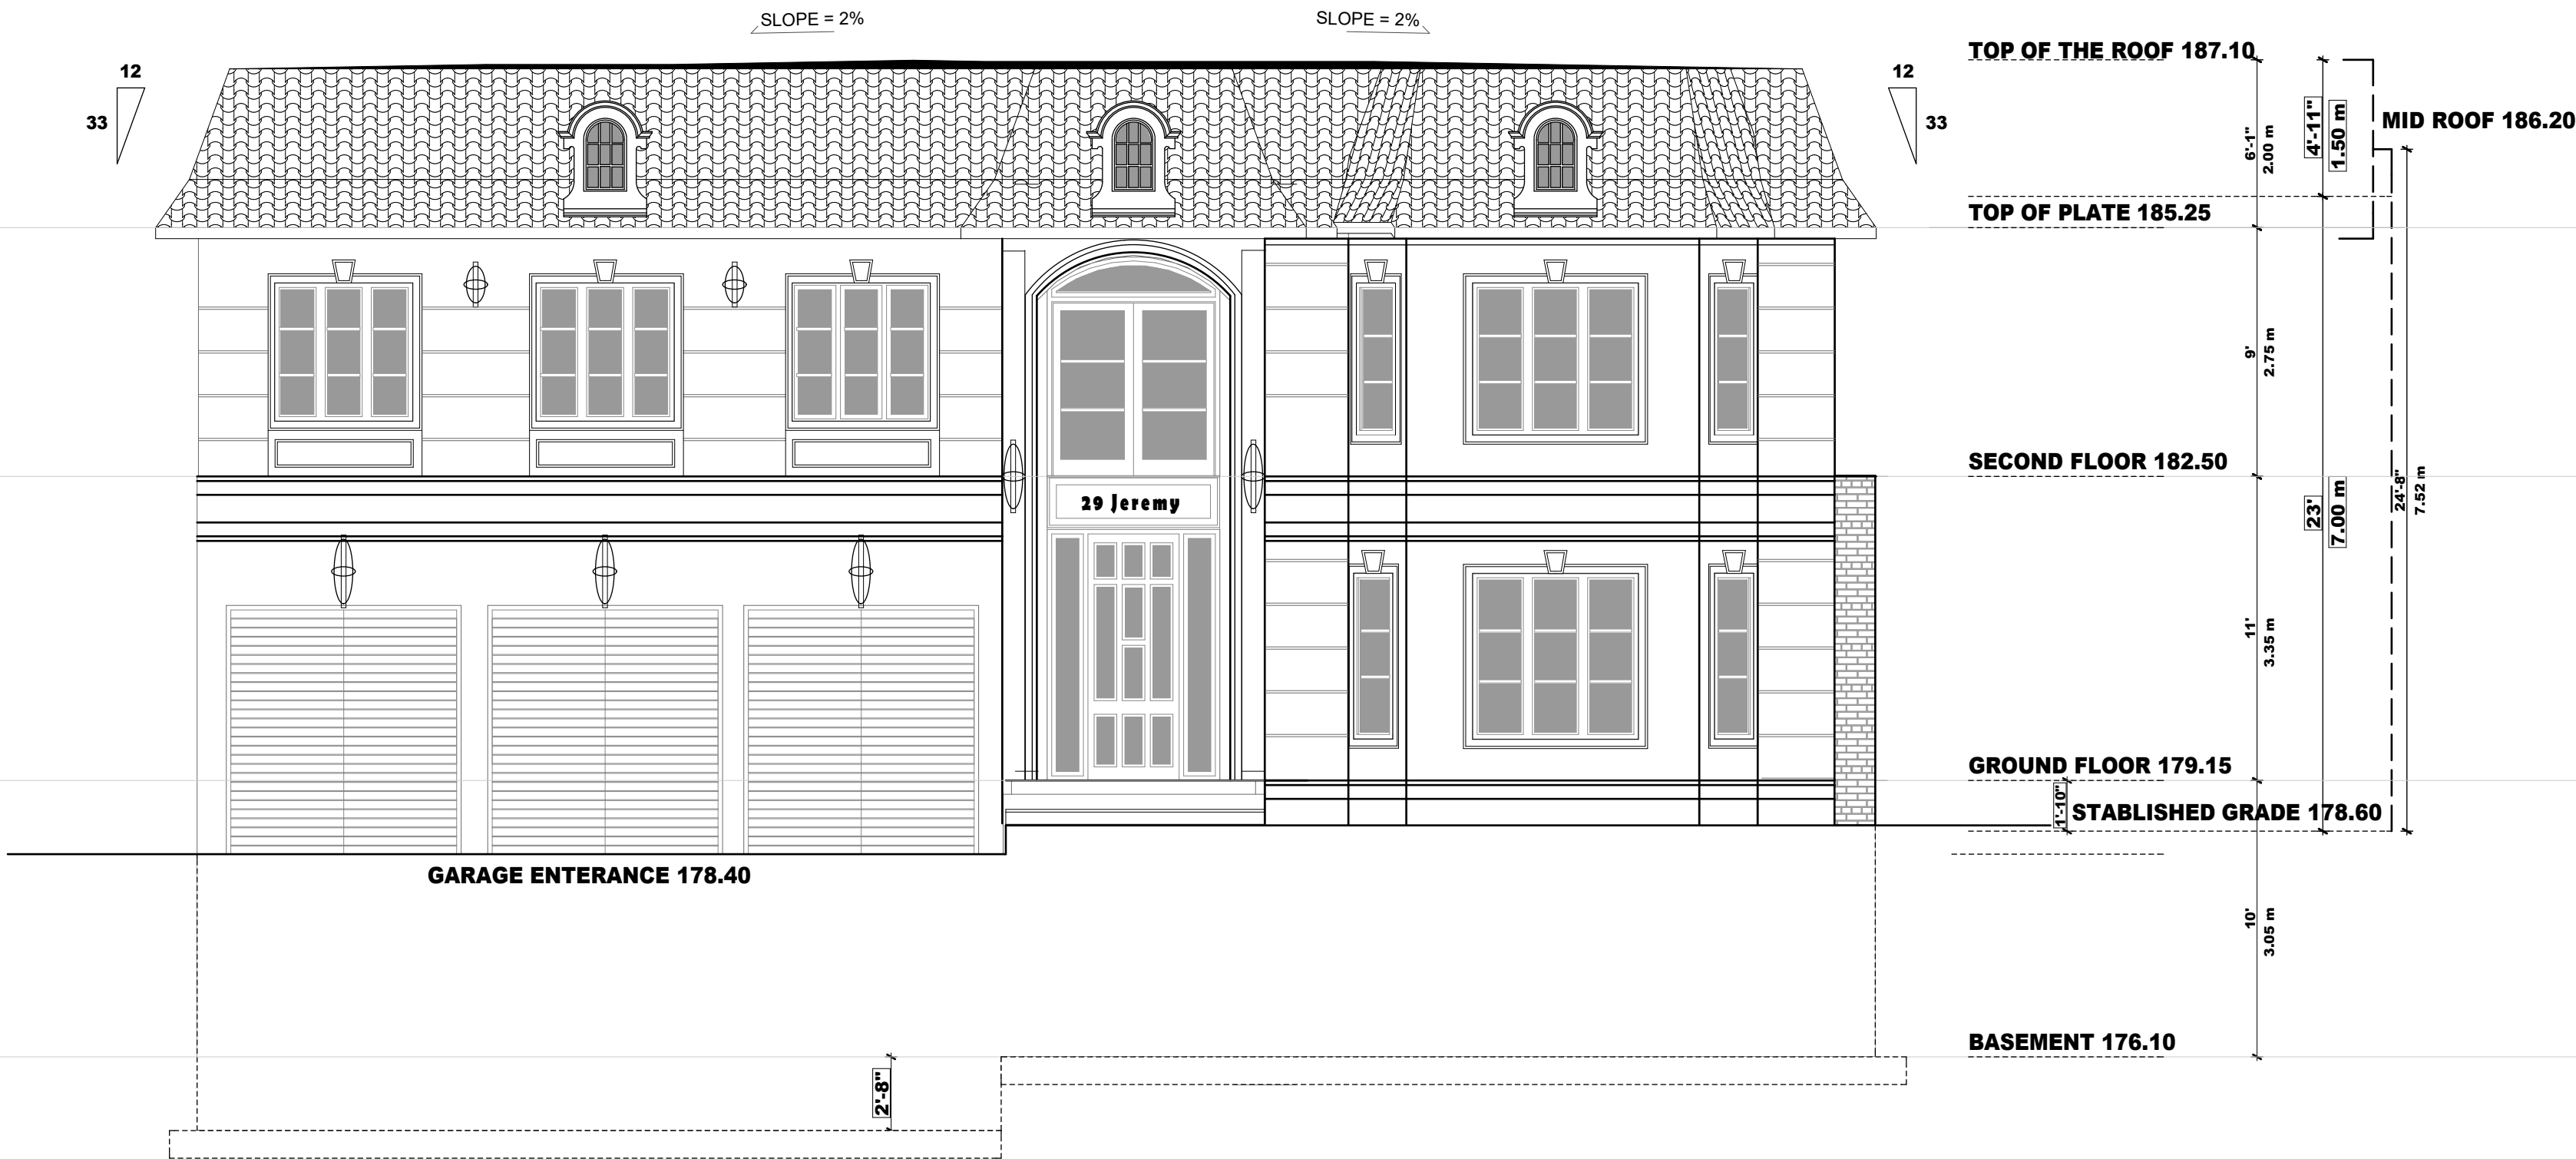 SLOPE = 2%
SLOPE = 2%
12
33
12
33
TOP OF THE ROOF 187.10
MID ROOF 186.20
4'-11"
1.50 m
6'-1"
2.00 m
TOP OF PLATE 185.25
9'
2.75 m
SECOND FLOOR 182.50
24'-8"
7.52 m
23'
7.00 m
29 Jeremy
11'
3.35 m
GROUND FLOOR 179.15
1'-10"
STABLISHED GRADE 178.60
GARAGE ENTERANCE 178.40
10'
3.05 m
BASEMENT 176.10
2'-8"